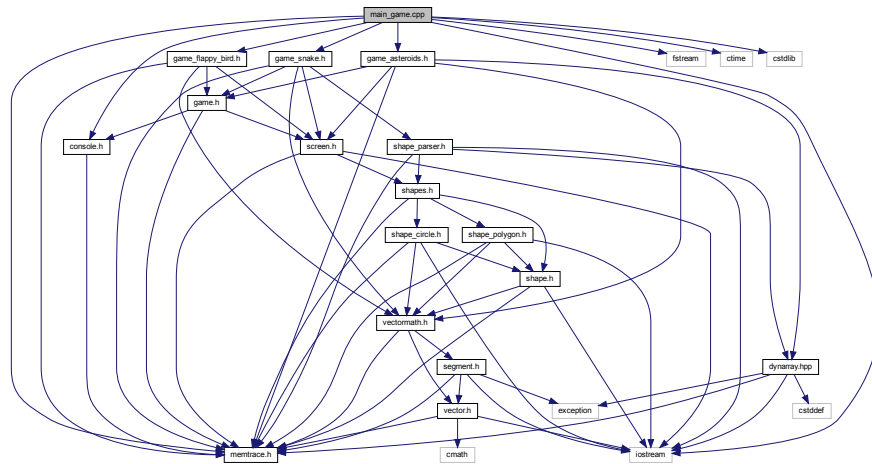 main_game.cpp
game_flappy_bird.h
game_snake.h
game_asteroids.h
fstream
ctime
cstdlib
game.h
console.h
screen.h
shape_parser.h
shapes.h
shape_circle.h
shape_polygon.h
shape.h
vectormath.h
segment.h
dynarray.hpp
vector.h
exception
cstddef
memtrace.h
cmath
iostream